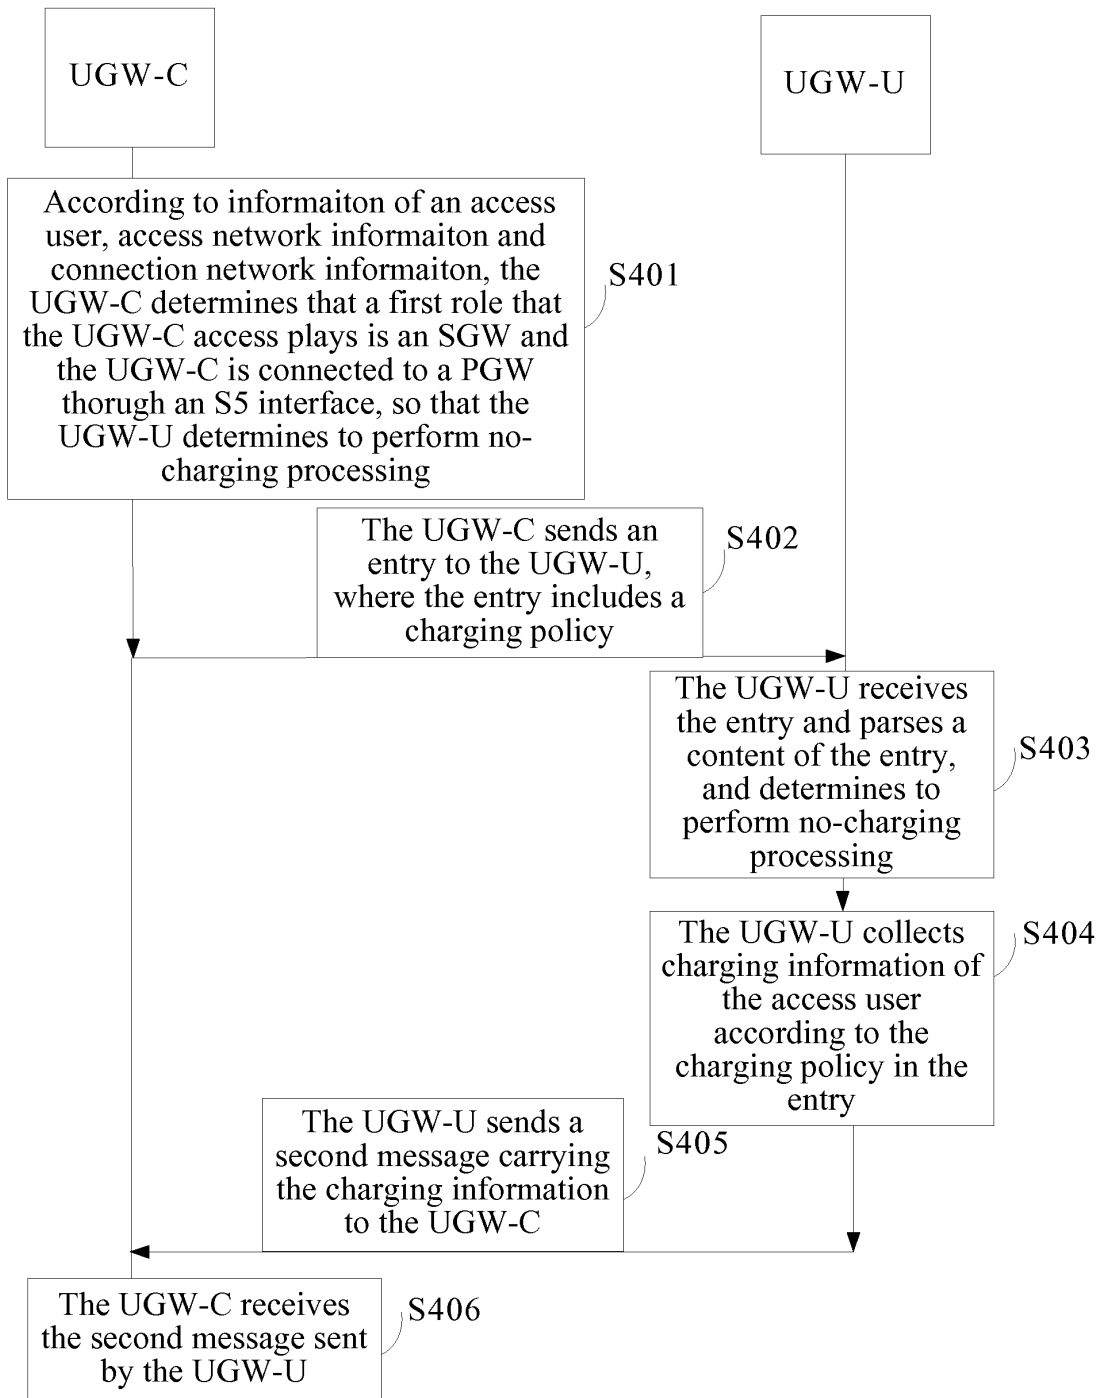 UGW-C
UGW-U
According to informaiton of an access
user, access network informaiton and
connection network informaiton, the
UGW-C determines that a first role that
the UGW-C access plays is an SGW and
the UGW-C is connected to a PGW
thorugh an S5 interface, so that the
UGW-U determines to perform no-
charging processing
S401
The UGW-C sends an
entry to the UGW-U,
where the entry includes a
charging policy
S402
The UGW-U receives
the entry and parses a
content of the entry,
and determines to
perform no-charging
processing
S403
The UGW-U collects
charging information of
the access user
according to the
charging policy in the
entry
S404
The UGW-U sends a
second message carrying
the charging information
to the UGW-C
S405
The UGW-C receives
the second message sent
by the UGW-U
S406